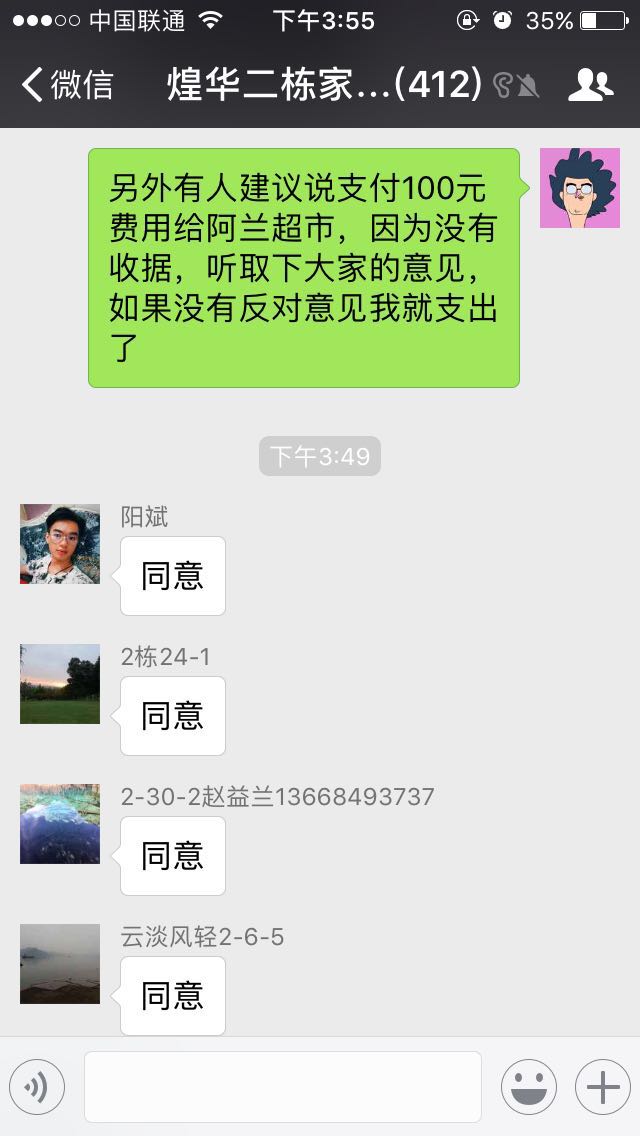 中国联通 下午3:55 35%
微信 煌华二栋家...(412)
另外有人建议说支付100元
费用给阿兰超市，因为没有
收据，听取下大家的意见，
如果没有反对意见我就支出
了
下午3:49
阳斌
同意
2栋24-1
同意
2-30-2赵益兰13668493737
同意
云淡风轻2-6-5
同意